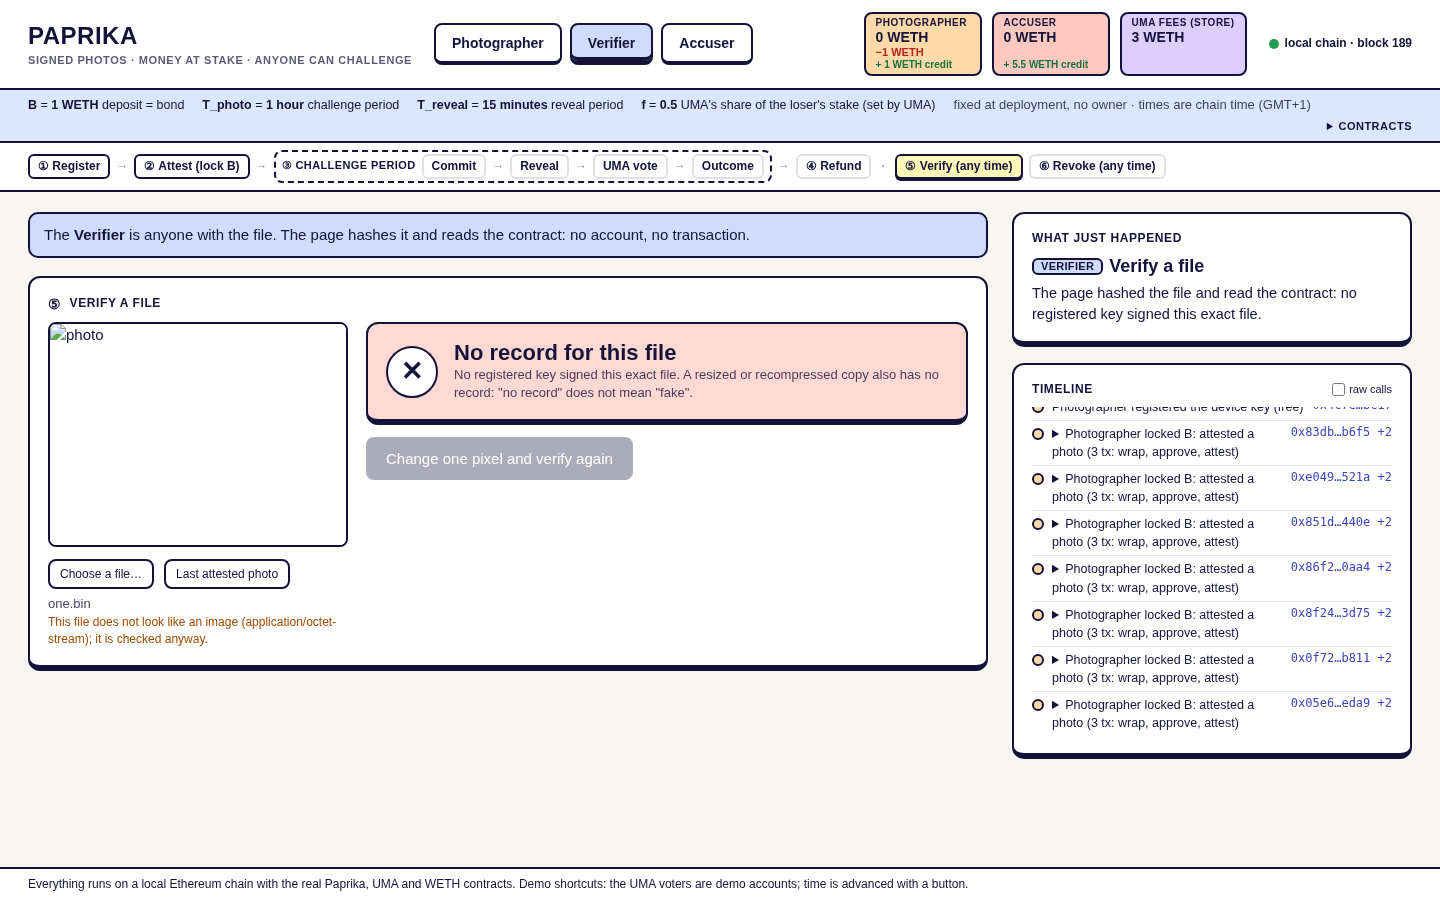 PAPRIKA
SIGNED PHOTOS · MONEY AT STAKE · ANYONE CAN CHALLENGE
Photographer
Verifier
Accuser
PHOTOGRAPHER
0 WETH
−1 WETH
+ 1 WETH credit
ACCUSER
0 WETH
+ 5.5 WETH credit
UMA FEES (STORE)
3 WETH
local chain · block 189
B = 1 WETH deposit = bond T_photo = 1 hour challenge period T_reveal = 15 minutes reveal period f = 0.5 UMA's share of the loser's stake (set by UMA) fixed at deployment, no owner · times are chain time (GMT+1)
▶ CONTRACTS
① Register → ② Attest (lock B) → ③ CHALLENGE PERIOD Commit → Reveal → UMA vote → Outcome → ④ Refund · ⑤ Verify (any time) ⑥ Revoke (any time)
The Verifier is anyone with the file. The page hashes it and reads the contract: no account, no transaction.
⑤ VERIFY A FILE
photo
✕
No record for this file
No registered key signed this exact file. A resized or recompressed copy also has no
record: "no record" does not mean "fake".
Change one pixel and verify again
Choose a file…
Last attested photo
one.bin
This file does not look like an image (application/octet-
stream); it is checked anyway.
WHAT JUST HAPPENED
VERIFIER Verify a file
The page hashed the file and read the contract: no
registered key signed this exact file.
TIMELINE
raw calls
Photographer registered the device key (free)
▶ Photographer locked B: attested a 0x83db…b6f5 +2
photo (3 tx: wrap, approve, attest)
▶ Photographer locked B: attested a 0xe049…521a +2
photo (3 tx: wrap, approve, attest)
▶ Photographer locked B: attested a 0x851d…440e +2
photo (3 tx: wrap, approve, attest)
▶ Photographer locked B: attested a 0x86f2…0aa4 +2
photo (3 tx: wrap, approve, attest)
▶ Photographer locked B: attested a 0x8f24…3d75 +2
photo (3 tx: wrap, approve, attest)
▶ Photographer locked B: attested a 0x0f72…b811 +2
photo (3 tx: wrap, approve, attest)
▶ Photographer locked B: attested a 0x05e6…eda9 +2
photo (3 tx: wrap, approve, attest)
Everything runs on a local Ethereum chain with the real Paprika, UMA and WETH contracts. Demo shortcuts: the UMA voters are demo accounts; time is advanced with a button.